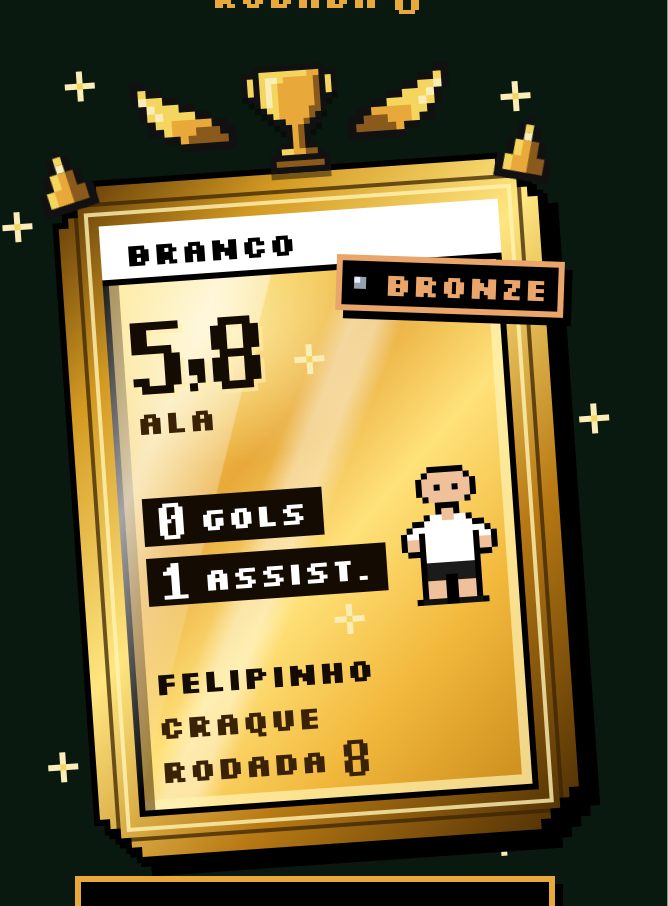 BRANCO
BRONZE
5,8
ALA
0 GOLS
1 ASSIST.
FELIPINHO
CRAQUE
RODADA 8